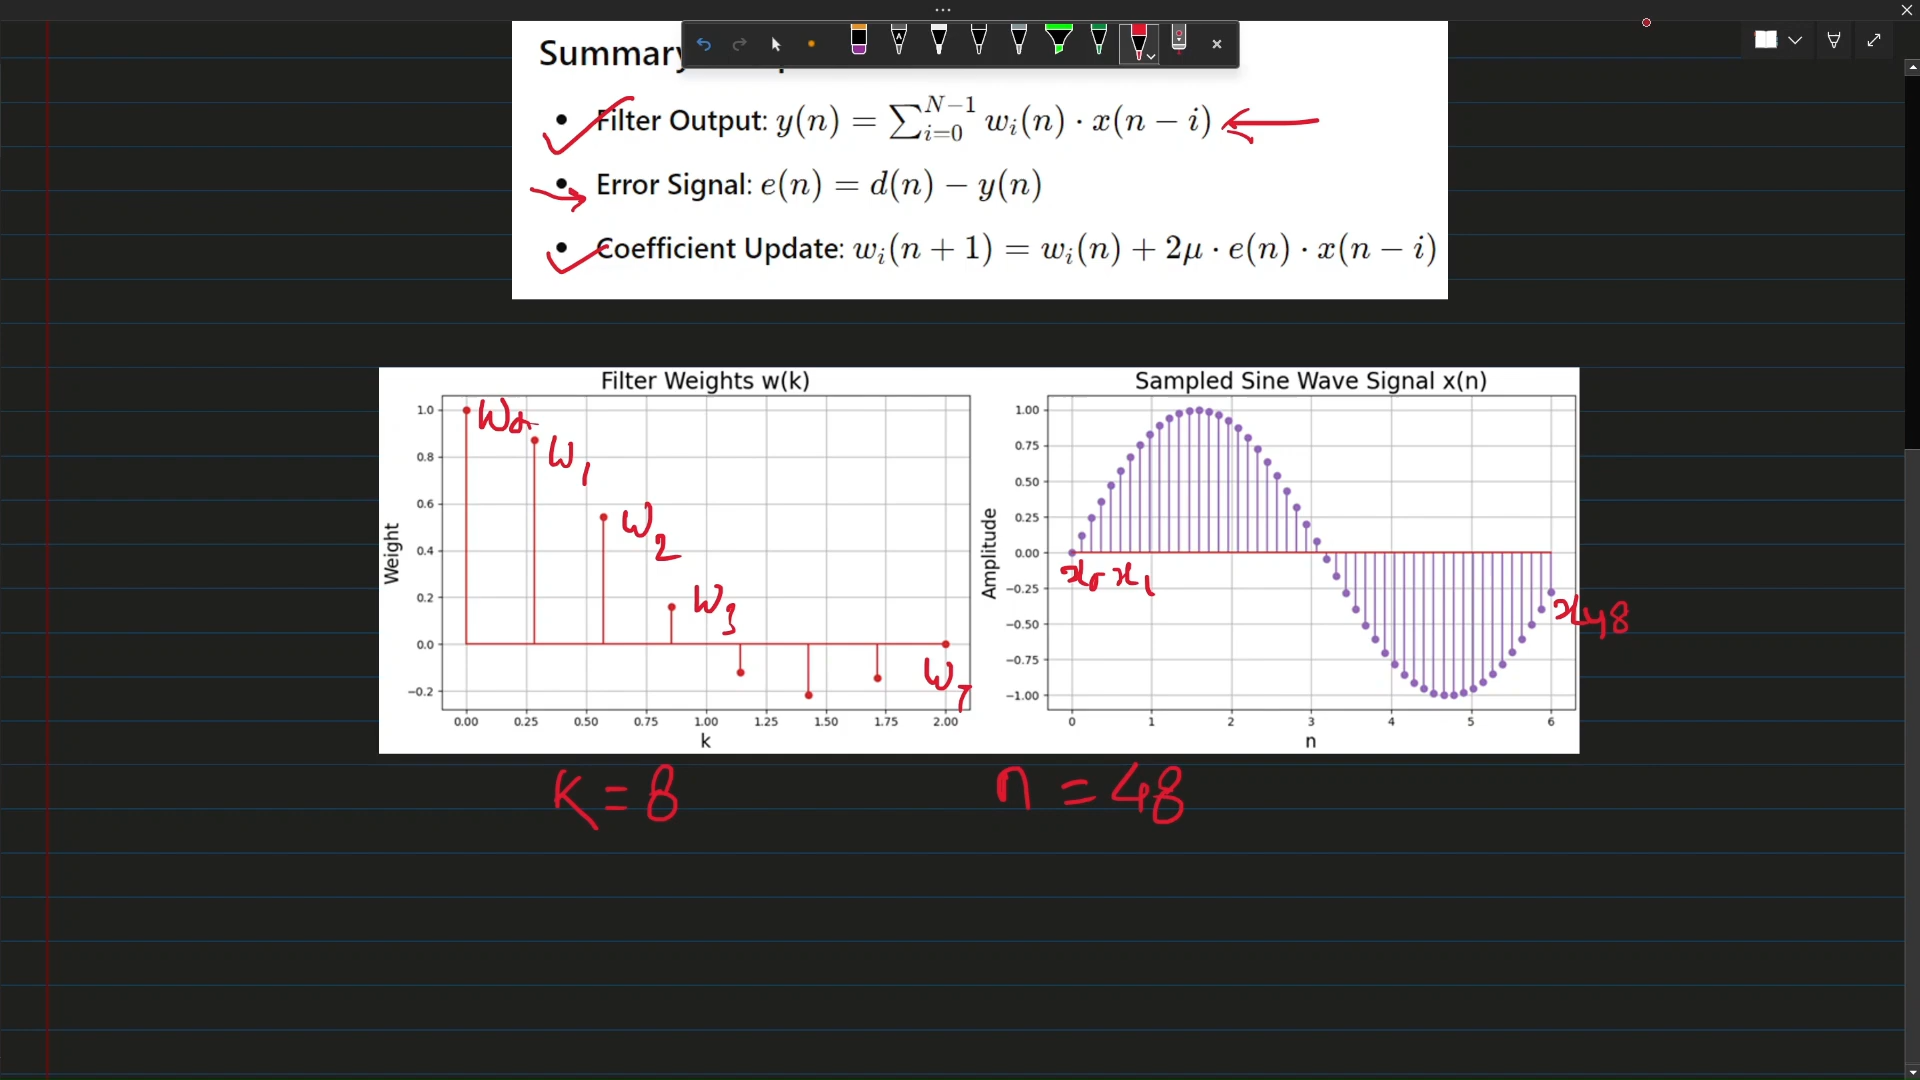 Summary
• Filter Output: y(n) = ∑_{i=0}^{N−1} w_i(n) · x(n − i)
• Error Signal: e(n) = d(n) − y(n)
• Coefficient Update: w_i(n + 1) = w_i(n) + 2μ · e(n) · x(n − i)
Filter Weights w(k)
Weight
1.0
0.8
0.6
0.4
0.2
0.0
−0.2
W1
W2
W3
W7
0.00 0.25 0.50 0.75 1.00 1.25 1.50 1.75 2.00
k
Sampled Sine Wave Signal x(n)
Amplitude
1.00
0.75
0.50
0.25
0.00
−0.25
−0.50
−0.75
−1.00
x0 x1
x48
0 1 2 3 4 5 6
n
K = 8
n = 48